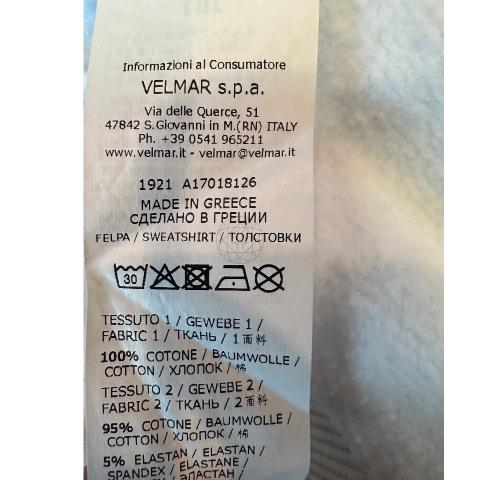 Informazioni al Consumatore
VELMAR s.p.a.
Via delle Querce, 51
47842 S.Giovanni in M.(RN) ITALY
Ph. +39 0541 965211
www.velmar.it - velmar@velmar.it
1921 A17018126
MADE IN GREECE
СДЕЛАНО В ГРЕЦИИ
FELPA / SWEATSHIRT / ТОЛСТОВКИ
30
TESSUTO 1 / GEWEBE 1 /
FABRIC 1 / ТКАНЬ / 1面料
100% COTONE / BAUMWOLLE /
COTTON / ХЛОПОК / 棉
TESSUTO 2 / GEWEBE 2 /
FABRIC 2 / ТКАНЬ / 2面料
95% COTONE / BAUMWOLLE /
COTTON / ХЛОПОК / 棉
5% ELASTAN / ELASTAN /
SPANDEX / ELASTANE /
ЭЛАСТАН /